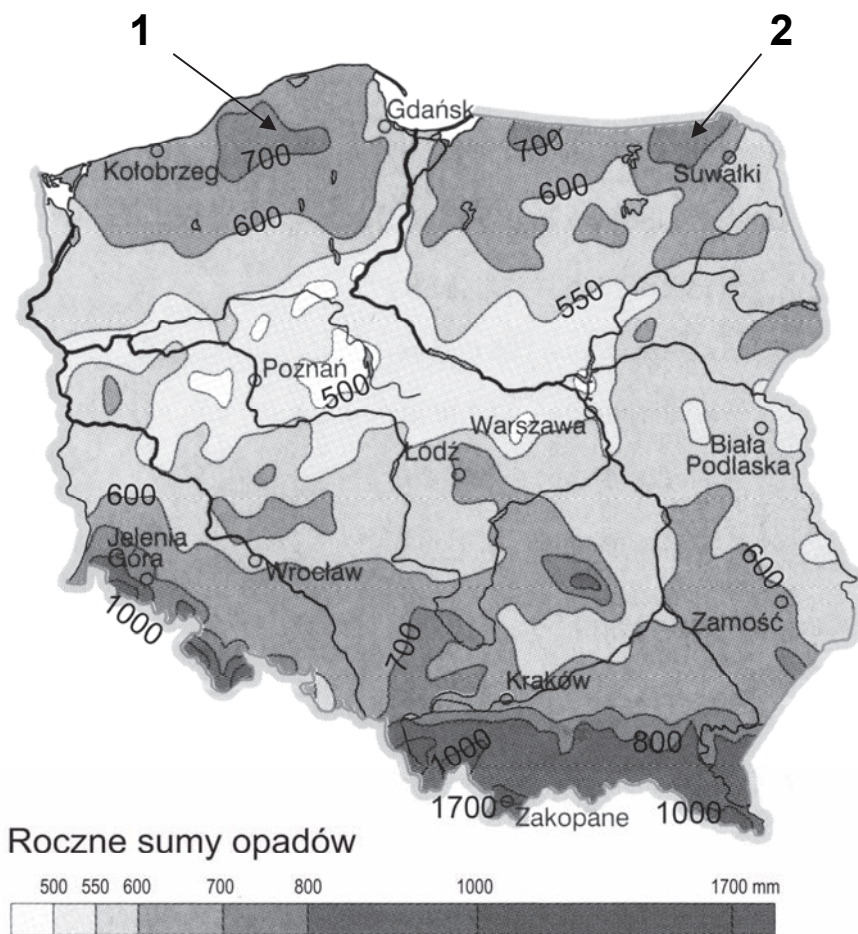 1
2
Gdańsk
700
700
Kołobrzeg
Suwałki
600
600
550
Poznań
500
Warszawa
Łódź
Biała
Podlaska
600
Jelenia
Góra
Wrocław
600
1000
Zamość
700
Kraków
1000
800
1700
Zakopane
1000
Roczne sumy opadów
500 550 600 700 800 1000 1700 mm